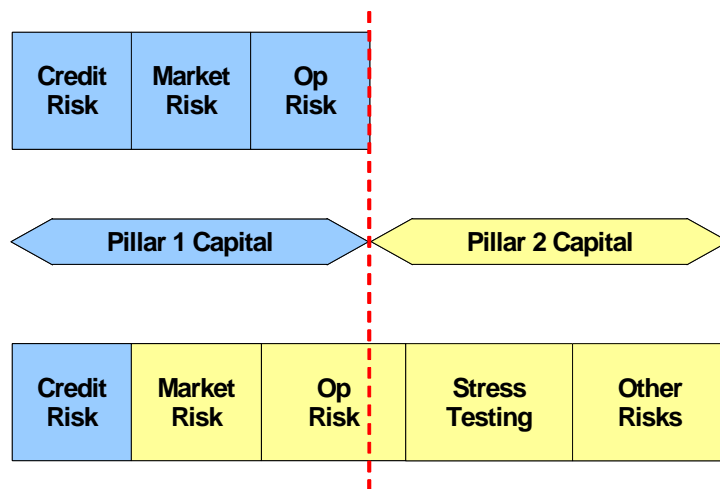 Credit
Risk
Market
Risk
Op
Risk
Pillar 1 Capital
Pillar 2 Capital
Credit
Risk
Market
Risk
Op
Risk
Stress
Testing
Other
Risks